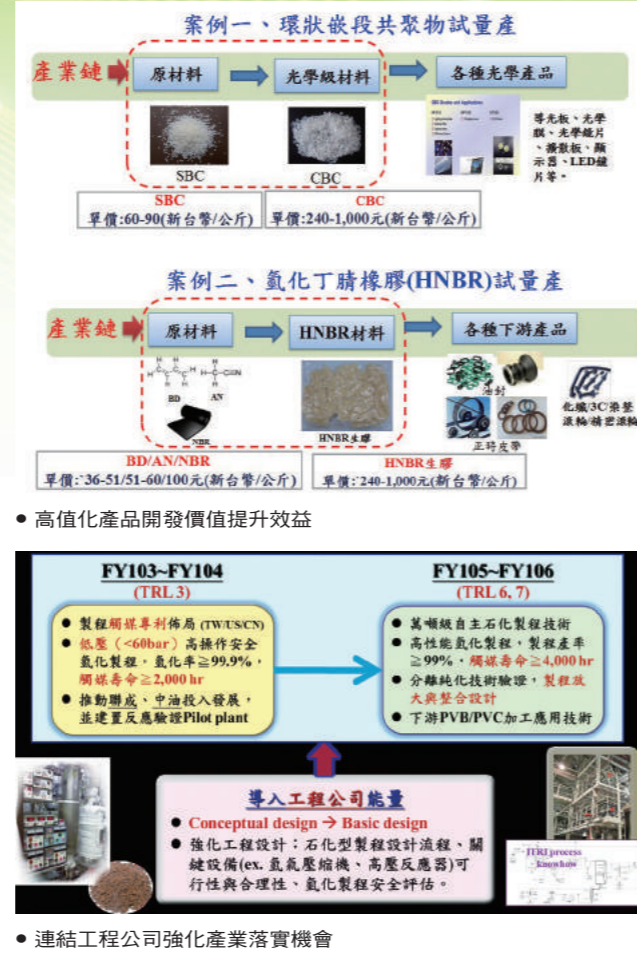 案例一、環狀嵌段共聚物試量產
產業鏈
原材料
光學級材料
各種光學產品
SBC
CBC
導光板、光學
膜、光學鏡片
、擴散板、顯
示器、LED鏡
片等。
SBC
單價:60-90(新台幣/公斤)
CBC
單價:240-1,000元(新台幣/公斤)
案例二、氫化丁腈橡膠(HNBR)試量產
產業鏈
原材料
HNBR材料
各種下游產品
BD
AN
NBR
HNBR生膠
油封
正時皮帶
化纖/3C/染整
滾輪/精密滾輪
BD/AN/NBR
單價:~36-51/51-60/100元(新台幣/公斤)
HNBR生膠
單價:~240-1,000元(新台幣/公斤)
● 高值化產品開發價值提升效益
FY103~FY104
(TRL 3)
● 製程觸媒專利佈局 (TW/US/CN)
● 低壓(<60bar)高操作安全
氫化製程,氫化率≧99.9%,
觸媒壽命≧2,000 hr
● 推動聯成、中油投入發展,
並建置反應驗證Pilot plant
FY105~FY106
(TRL 6, 7)
● 萬噸級自主石化製程技術
● 高性能氫化製程,製程產率
≧99%,觸媒壽命≧4,000 hr
● 分離純化技術驗證,製程放
大與整合設計
● 下游PVB/PVC加工應用技術
導入工程公司能量
● Conceptual design → Basic design
● 強化工程設計:石化型製程設計流程、關
鍵設備(ex. 氫氣壓縮機、高壓反應器)可
行性與合理性、氫化製程安全評估。
ITRI process
knowhow
● 連結工程公司強化產業落實機會